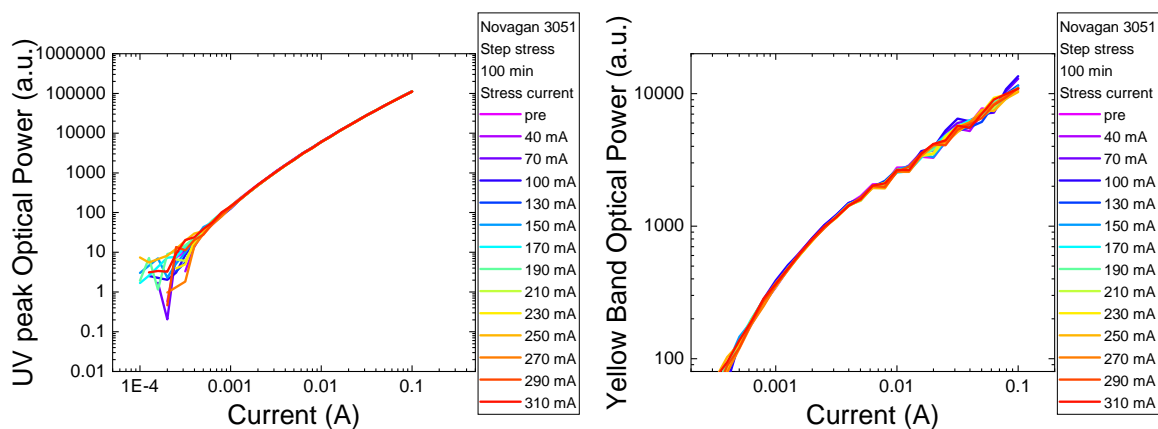 UV peak Optical Power (a.u.)
1000000
100000
10000
1000
100
10
1
0.1
0.01
1E-4
0.001
0.01
0.1
Current (A)
Novagan 3051
Step stress
100 min
Stress current
pre
40 mA
70 mA
100 mA
130 mA
150 mA
170 mA
190 mA
210 mA
230 mA
250 mA
270 mA
290 mA
310 mA
Yellow Band Optical Power (a.u.)
10000
1000
100
0.001
0.01
0.1
Current (A)
Novagan 3051
Step stress
100 min
Stress current
pre
40 mA
70 mA
100 mA
130 mA
150 mA
170 mA
190 mA
210 mA
230 mA
250 mA
270 mA
290 mA
310 mA